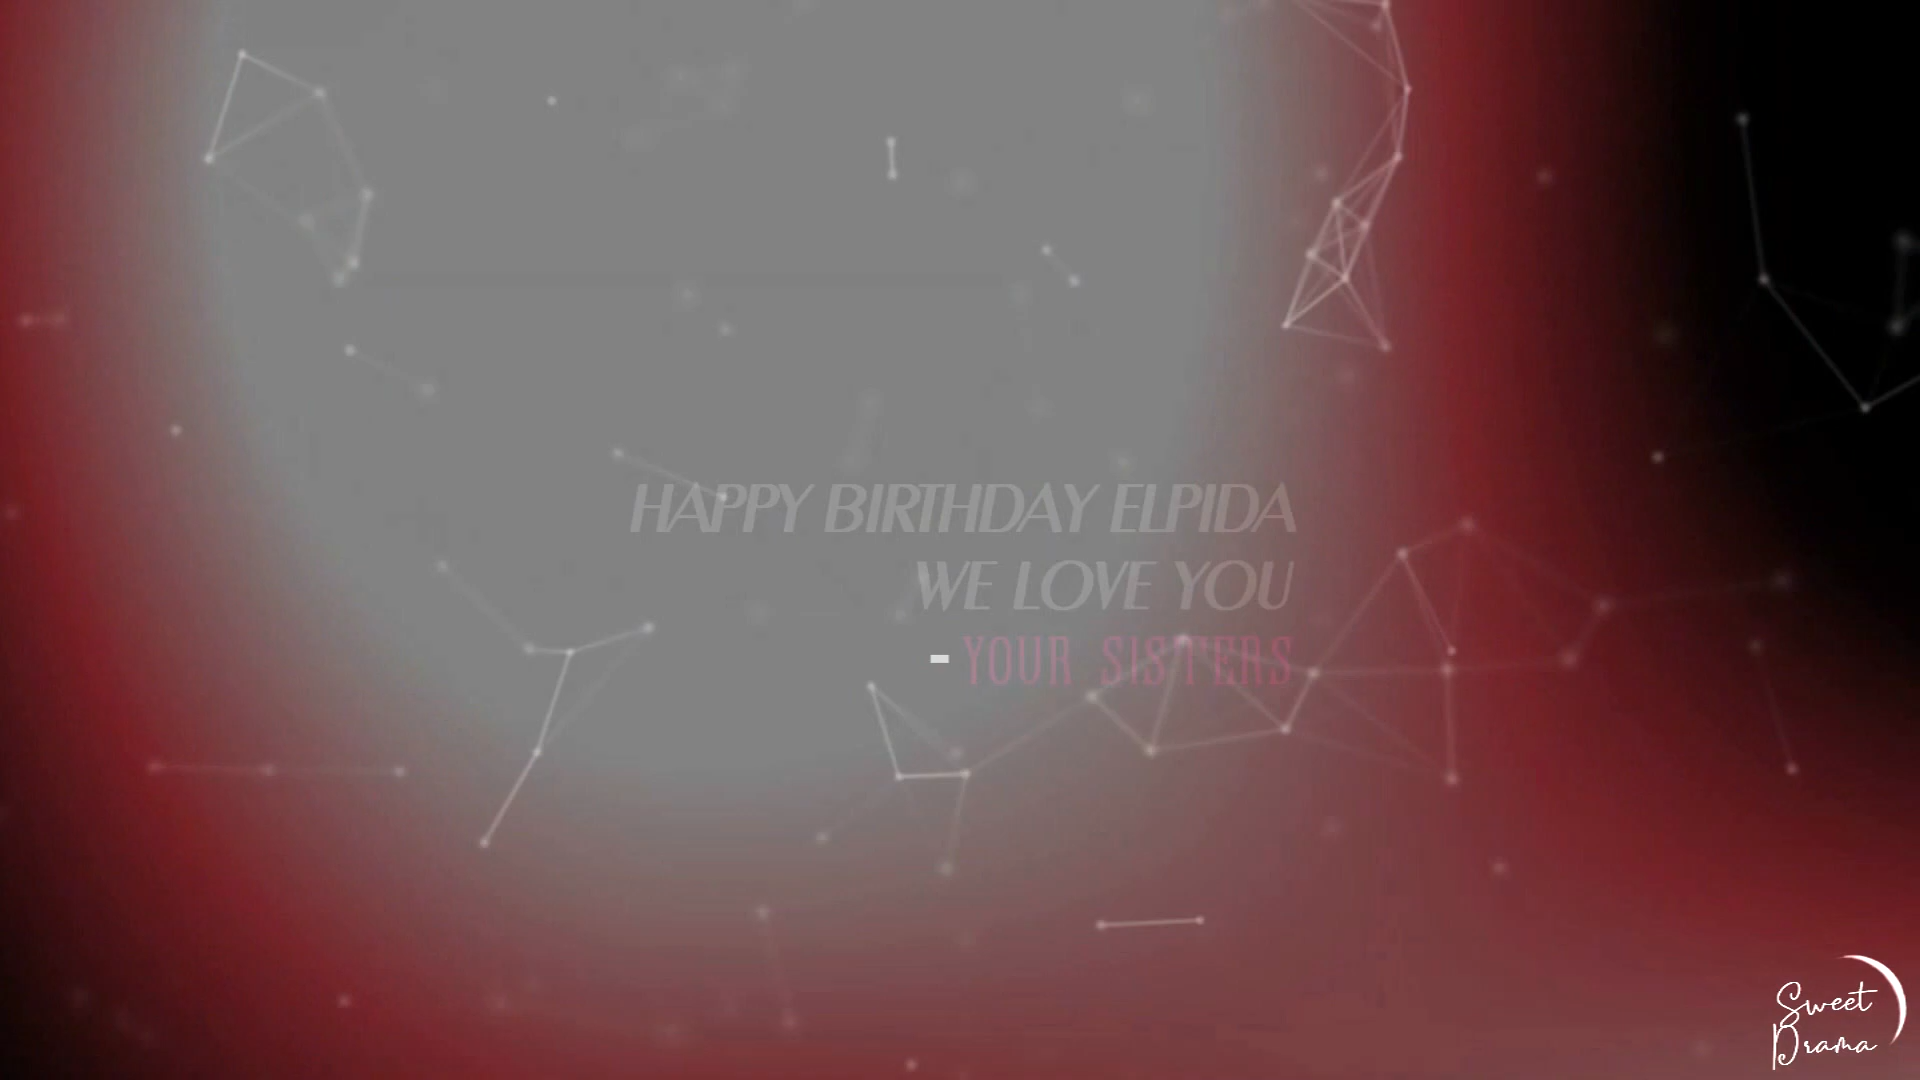 HAPPY BIRTHDAY ELPIDA
WE LOVE YOU
- YOUR SISTERS
Sweet
Drama